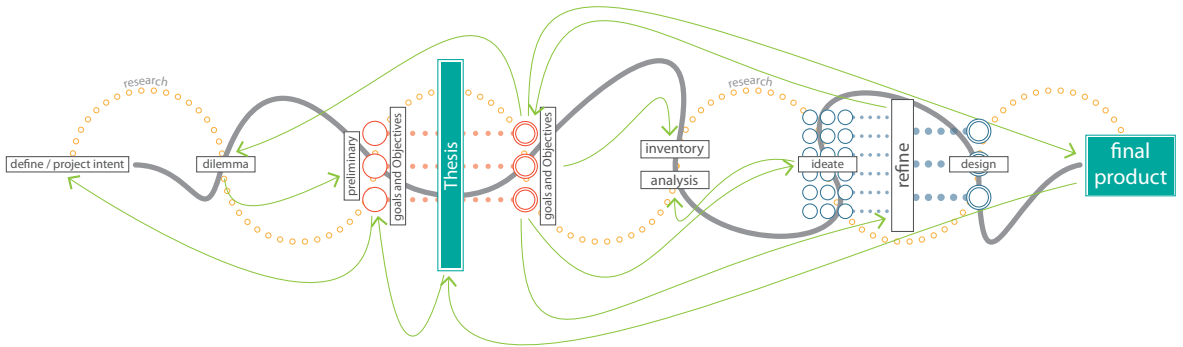 research
define / project intent
dilemma
preliminary
goals and Objectives
Thesis
goals and Objectives
inventory
analysis
research
ideate
refine
design
final
product